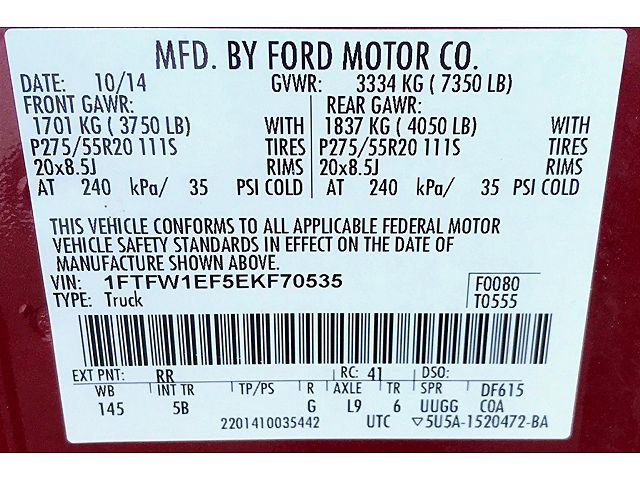 MFD. BY FORD MOTOR CO.
DATE: 10/14 GVWR: 3334 KG ( 7350 LB)
FRONT GAWR: REAR GAWR:
1701 KG ( 3750 LB) WITH 1837 KG ( 4050 LB) WITH
P275/55R20 111S TIRES P275/55R20 111S TIRES
20x8.5J RIMS 20x8.5J RIMS
AT 240 kPa/ 35 PSI COLD AT 240 kPa/ 35 PSI COLD
THIS VEHICLE CONFORMS TO ALL APPLICABLE FEDERAL MOTOR
VEHICLE SAFETY STANDARDS IN EFFECT ON THE DATE OF
MANUFACTURE SHOWN ABOVE.
VIN: 1FTFW1EF5EKF70535 F0080
TYPE: Truck T0555
EXT PNT: RR RC: 41 DSO:
WB INT TR TP/PS R AXLE TR SPR DF615
145 5B G L9 6 UUGG COA
2201410035442 UTC ▽5U5A-1520472-BA